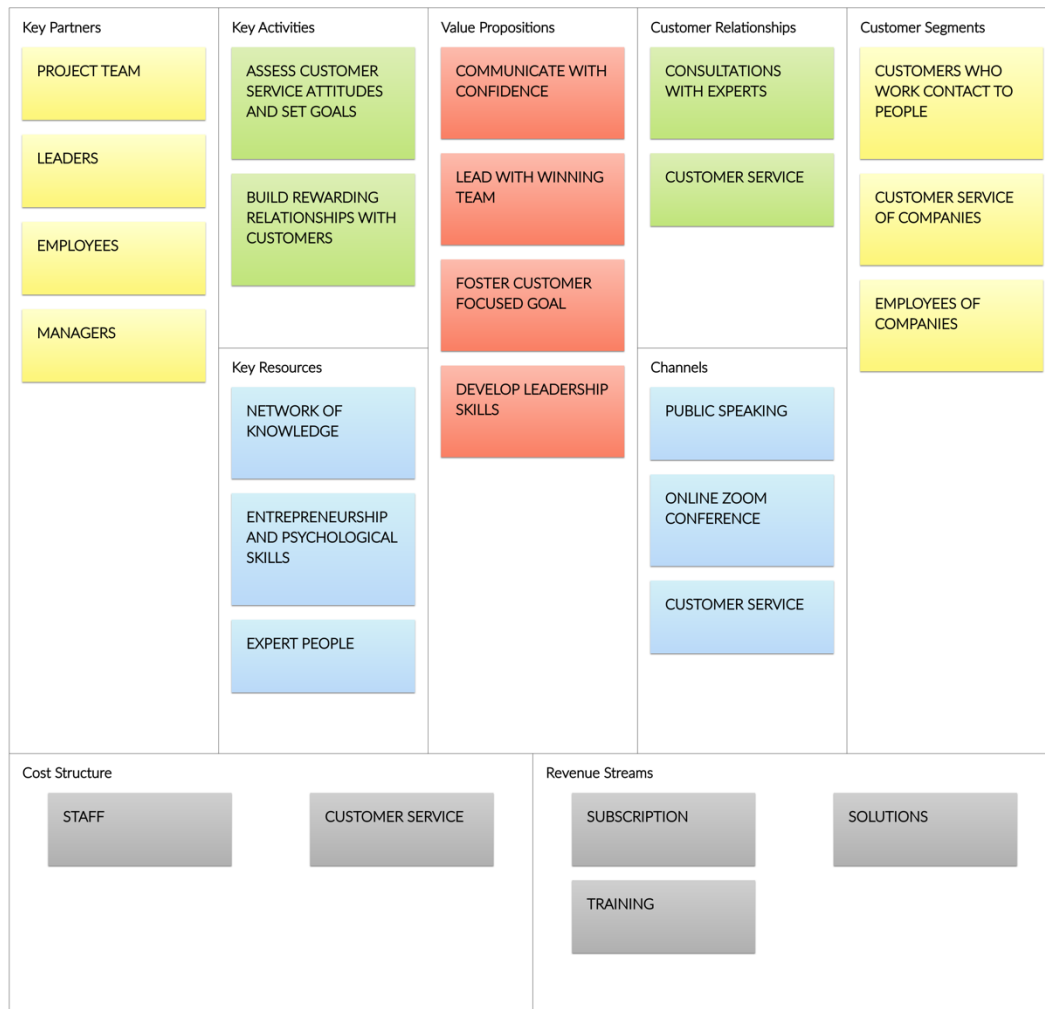 Key Partners
PROJECT TEAM
LEADERS
EMPLOYEES
MANAGERS
Key Activities
ASSESS CUSTOMER
SERVICE ATTITUDES
AND SET GOALS
BUILD REWARDING
RELATIONSHIPS WITH
CUSTOMERS
Key Resources
NETWORK OF
KNOWLEDGE
ENTREPRENEURSHIP
AND PSYCHOLOGICAL
SKILLS
EXPERT PEOPLE
Value Propositions
COMMUNICATE WITH
CONFIDENCE
LEAD WITH WINNING
TEAM
FOSTER CUSTOMER
FOCUSED GOAL
DEVELOP LEADERSHIP
SKILLS
Customer Relationships
CONSULTATIONS
WITH EXPERTS
CUSTOMER SERVICE
Channels
PUBLIC SPEAKING
ONLINE ZOOM
CONFERENCE
CUSTOMER SERVICE
Customer Segments
CUSTOMERS WHO
WORK CONTACT TO
PEOPLE
CUSTOMER SERVICE
OF COMPANIES
EMPLOYEES OF
COMPANIES
Cost Structure
STAFF
CUSTOMER SERVICE
Revenue Streams
SUBSCRIPTION
SOLUTIONS
TRAINING